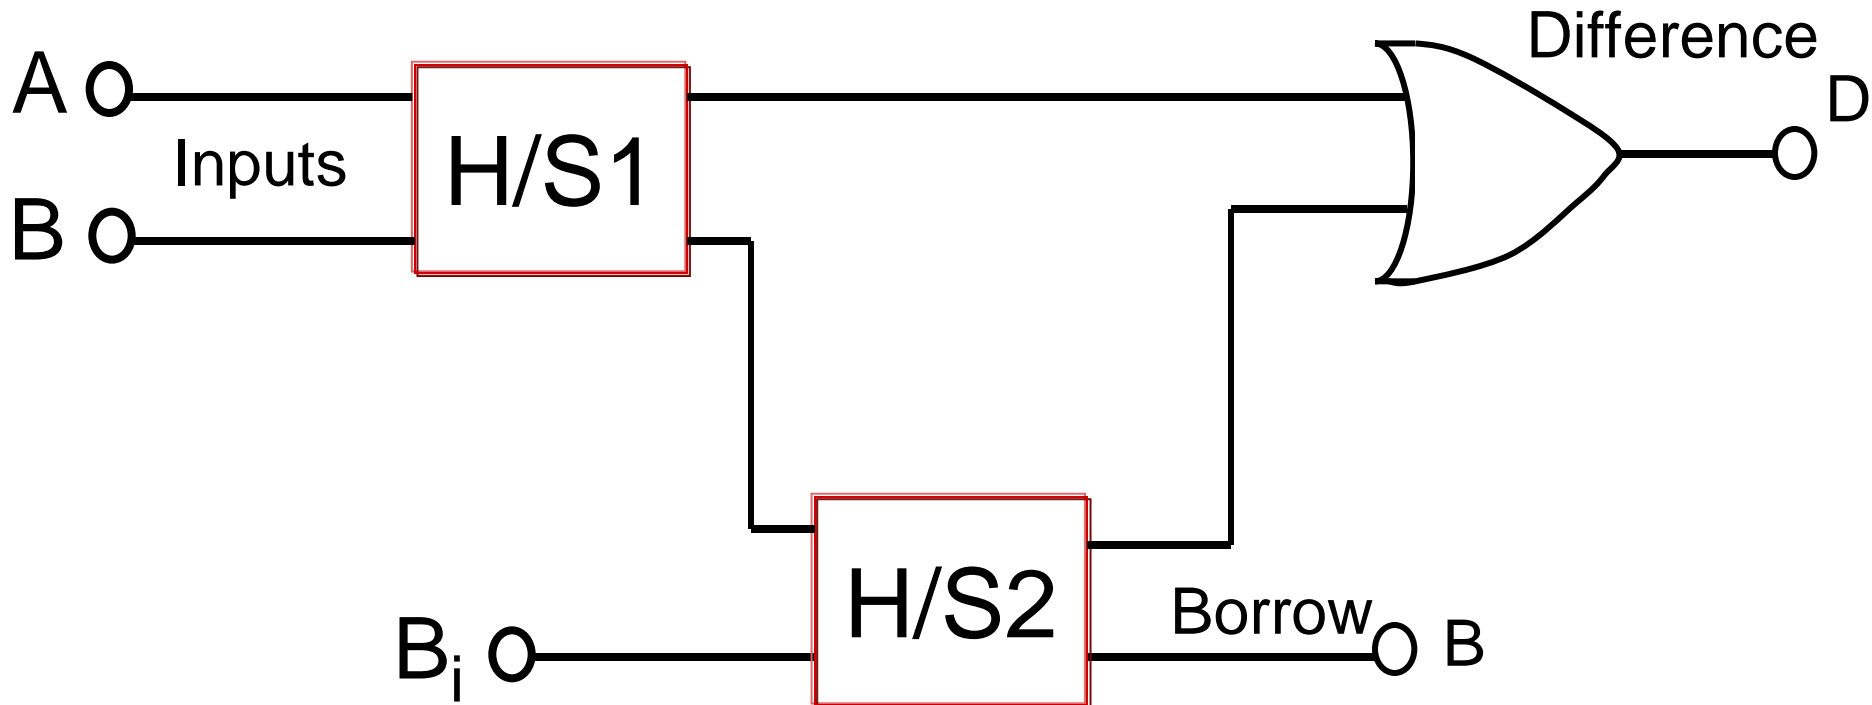 Difference
A
D
Inputs
H/S1
B
H/S2
Borrow
Bi
B